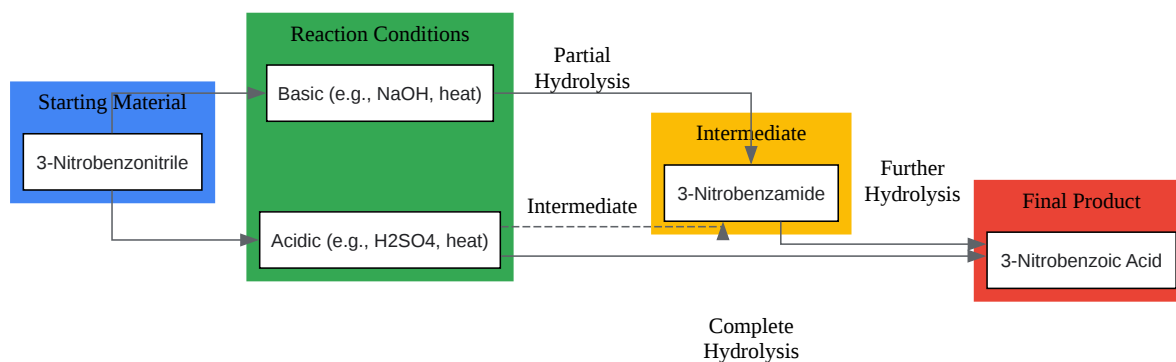 Reaction Conditions
Partial
Hydrolysis
Basic (e.g., NaOH, heat)
Starting Material
3-Nitrobenzonitrile
Intermediate
3-Nitrobenzamide
Further
Hydrolysis
Intermediate
Acidic (e.g., H2SO4, heat)
Final Product
3-Nitrobenzoic Acid
Complete
Hydrolysis